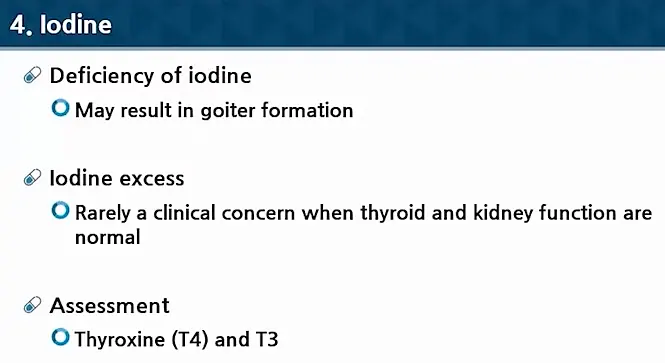 4. Iodine
Deficiency of iodine
May result in goiter formation
Iodine excess
Rarely a clinical concern when thyroid and kidney function are
normal
Assessment
Thyroxine (T4) and T3